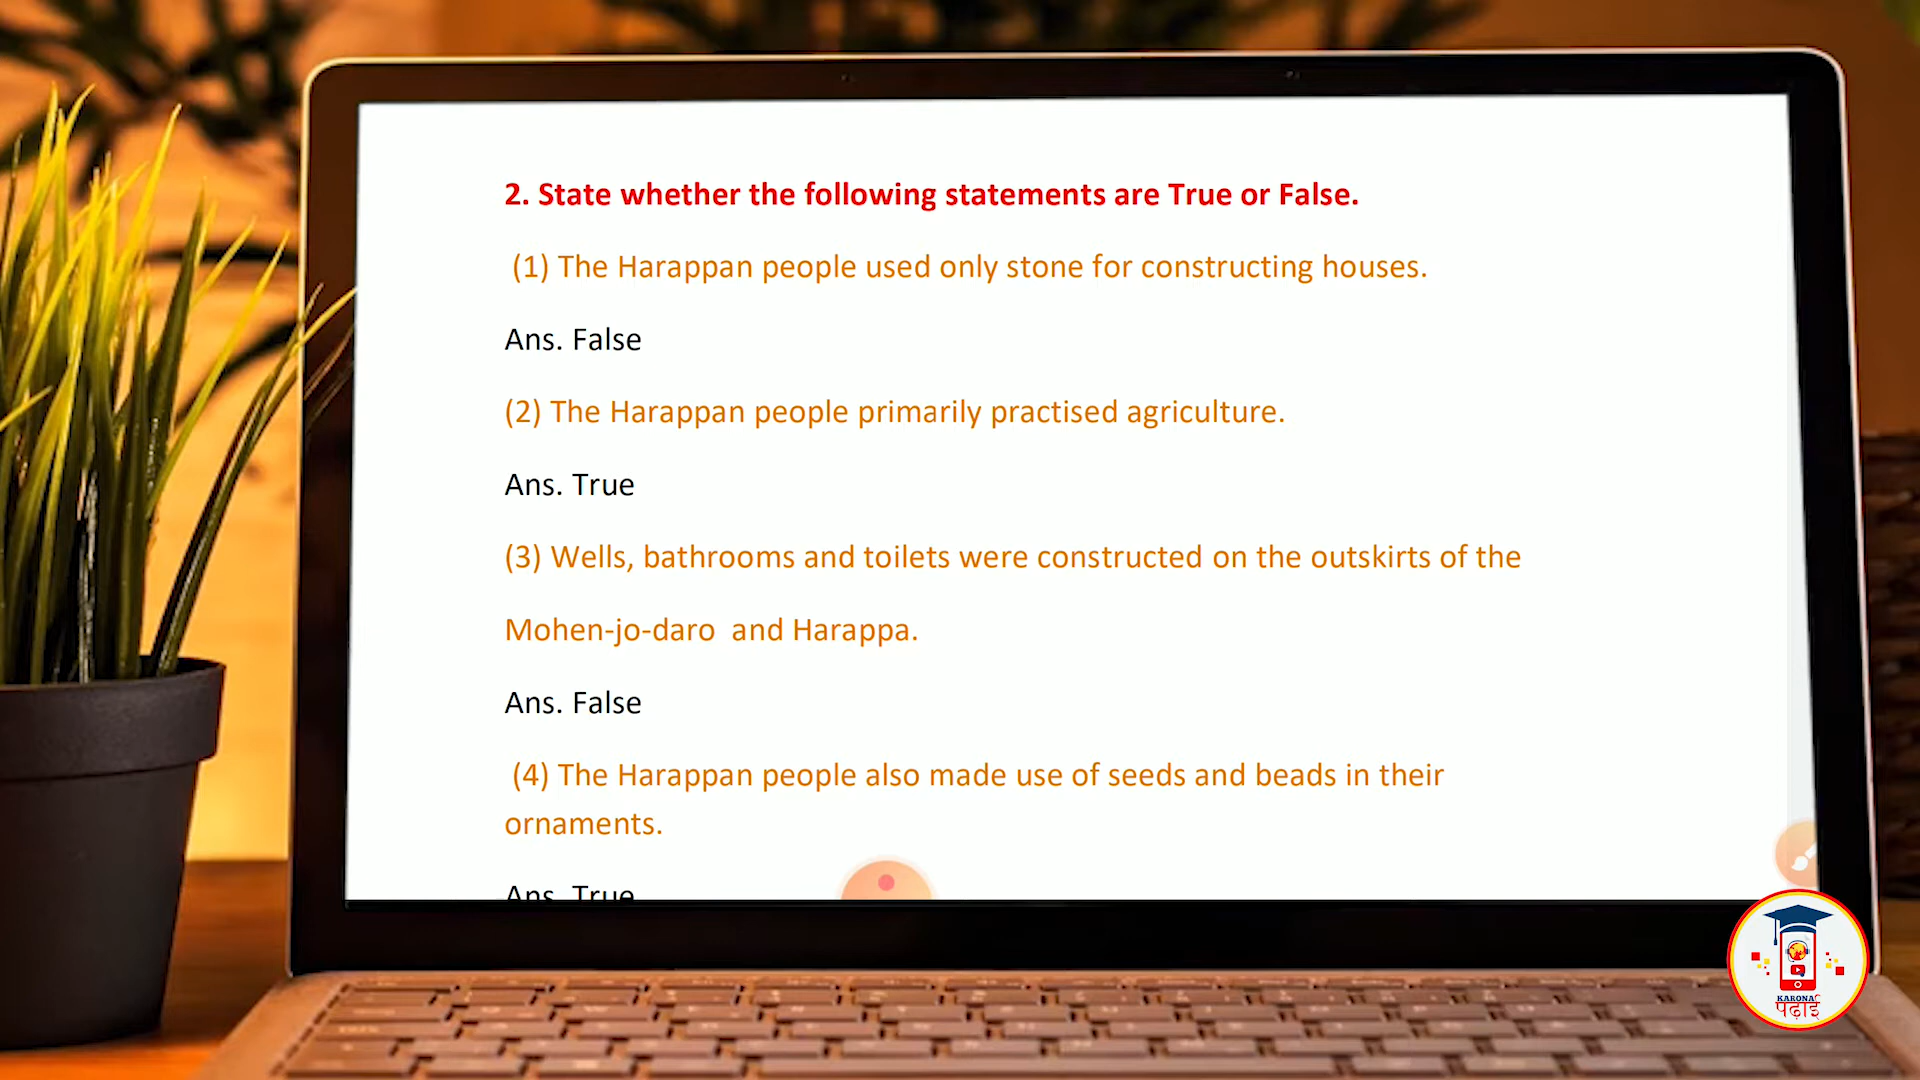 2. State whether the following statements are True or False.
(1) The Harappan people used only stone for constructing houses.
Ans. False
(2) The Harappan people primarily practised agriculture.
Ans. True
(3) Wells, bathrooms and toilets were constructed on the outskirts of the
Mohen-jo-daro and Harappa.
Ans. False
(4) The Harappan people also made use of seeds and beads in their
ornaments.
Ans. True
KARONA
पढ़ाई